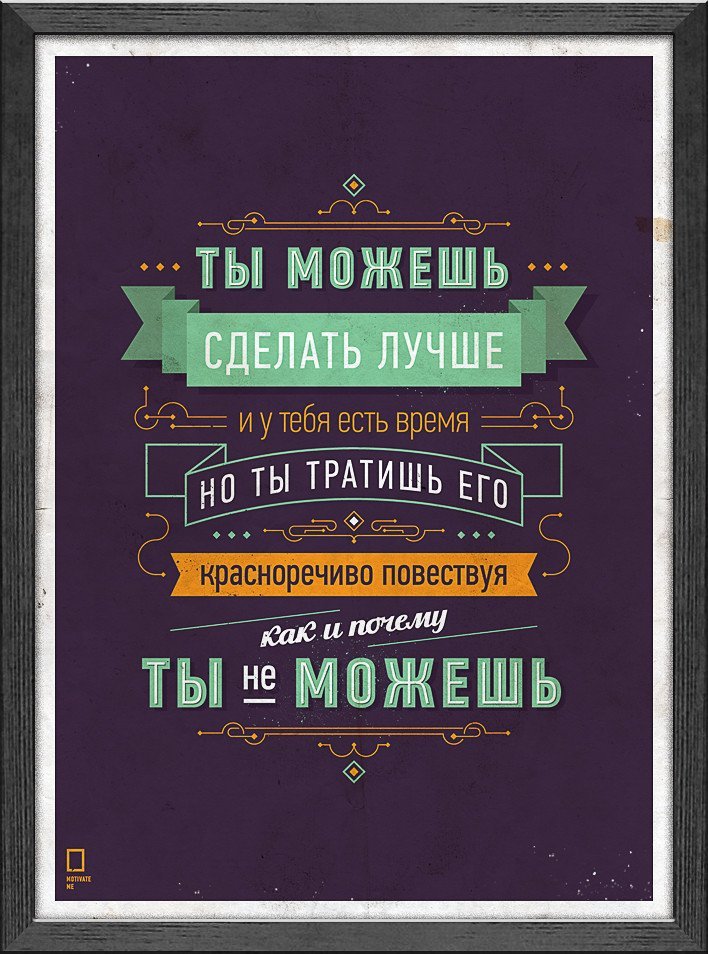 ТЫ МОЖЕШЬ
СДЕЛАТЬ ЛУЧШЕ
и у тебя есть время
НО ТЫ ТРАТИШЬ ЕГО
красноречиво повествуя
как и почему
ТЫ не МОЖЕШЬ
MOTIVATE
ME